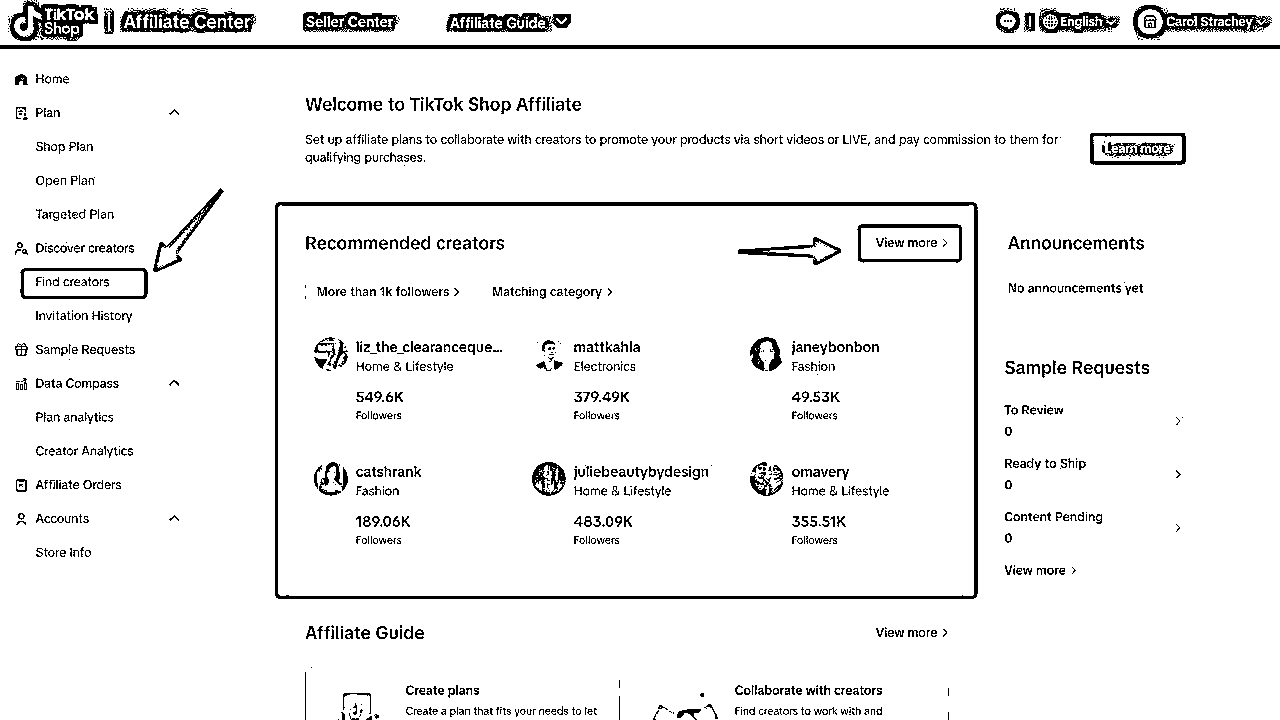 TikTok Shop
Affiliate Center
Seller Center
Affiliate Guide
English
Carol Strachey
Home
Plan
Shop Plan
Open Plan
Targeted Plan
Discover creators
Find creators
Invitation History
Sample Requests
Data Compass
Plan analytics
Creator Analytics
Affiliate Orders
Accounts
Store Info
Welcome to TikTok Shop Affiliate
Set up affiliate plans to collaborate with creators to promote your products via short videos or LIVE, and pay commission to them for
qualifying purchases.
Learn more
Recommended creators
View more >
More than 1k followers >
Matching category >
liz_the_clearanceque...
Home & Lifestyle
549.6K
Followers
mattkahla
Electronics
379.49K
Followers
janeybonbon
Fashion
49.53K
Followers
catshrank
Fashion
189.06K
Followers
juliebeautybydesign
Home & Lifestyle
483.09K
Followers
omavery
Home & Lifestyle
355.51K
Followers
Announcements
No announcements yet
Sample Requests
To Review
0
Ready to Ship
0
Content Pending
0
View more >
Affiliate Guide
View more >
Create plans
Create a plan that fits your needs to let
Collaborate with creators
Find creators to work with and